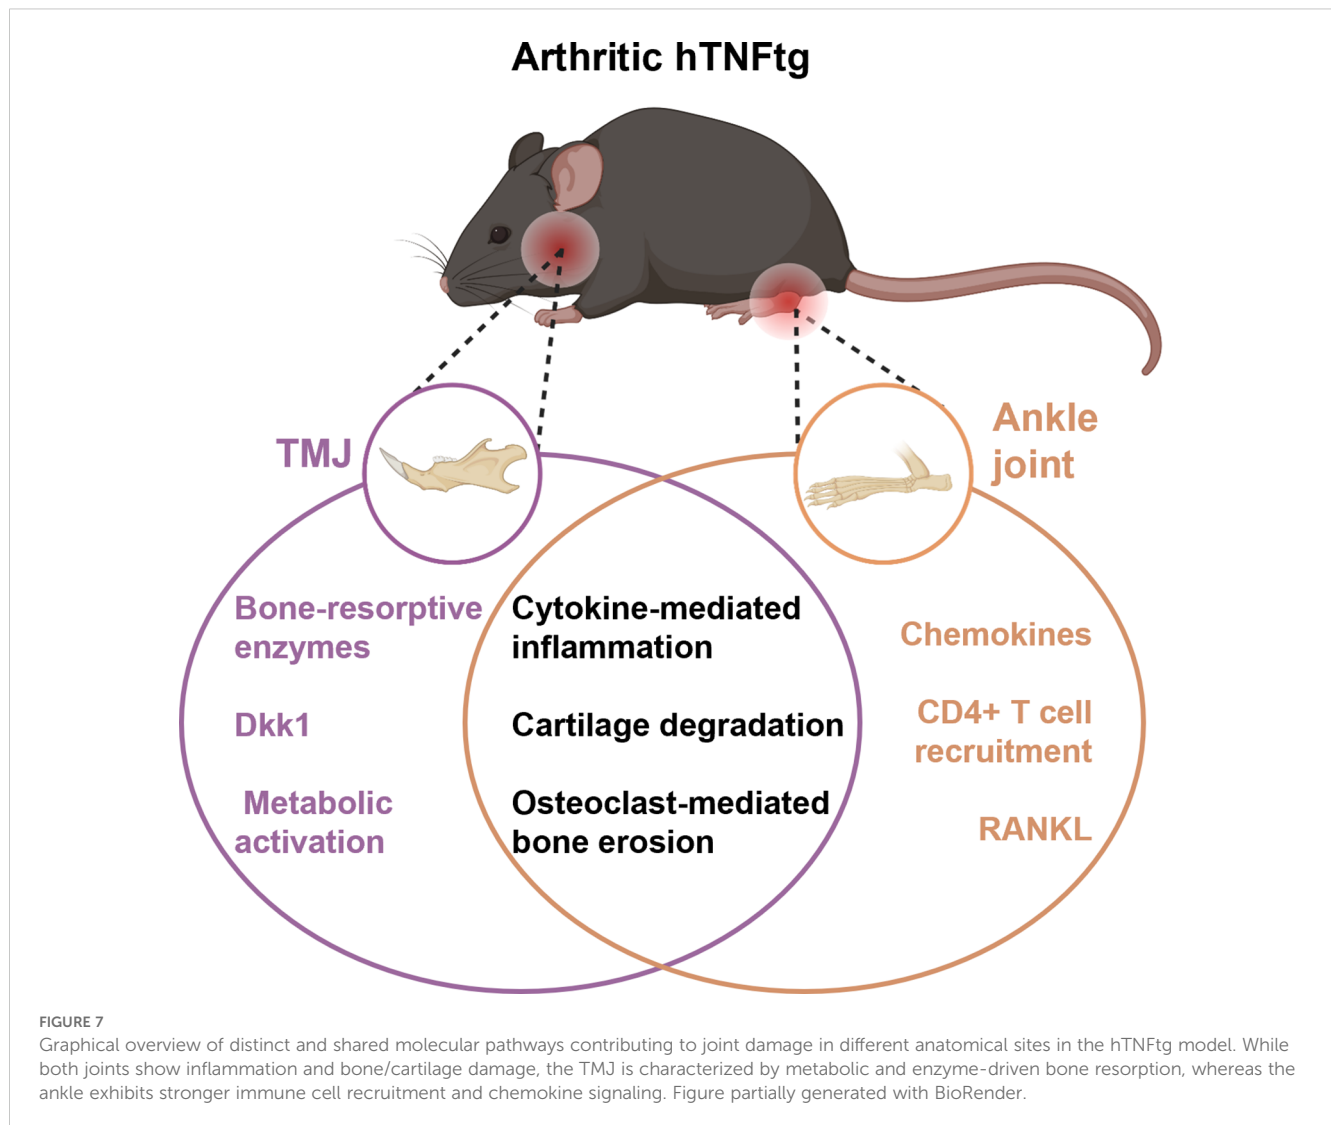 Arthritic hTNFtg
TMJ
Ankle
joint
Bone-resorptive
enzymes
Dkk1
Metabolic
activation
Cytokine-mediated
inflammation
Cartilage degradation
Osteoclast-mediated
bone erosion
Chemokines
CD4+ T cell
recruitment
RANKL
FIGURE 7
Graphical overview of distinct and shared molecular pathways contributing to joint damage in different anatomical sites in the hTNFtg model. While
both joints show inflammation and bone/cartilage damage, the TMJ is characterized by metabolic and enzyme-driven bone resorption, whereas the
ankle exhibits stronger immune cell recruitment and chemokine signaling. Figure partially generated with BioRender.